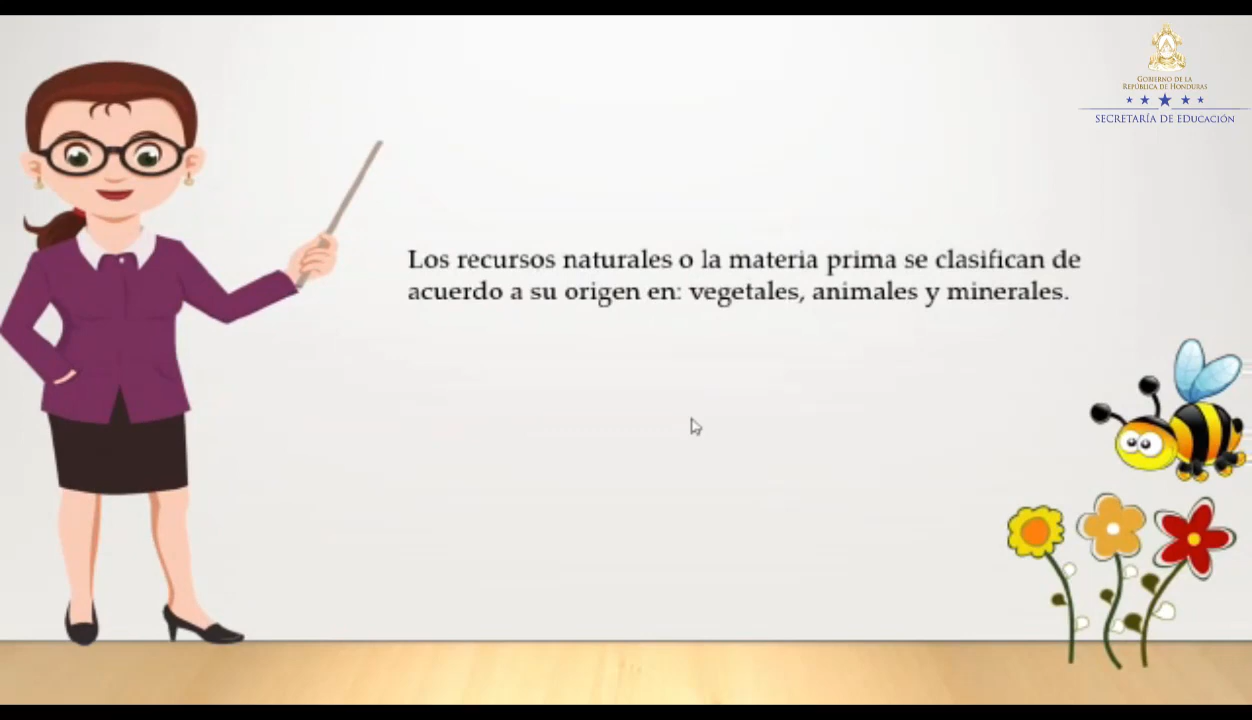 GOBIERNO DE LA
REPÚBLICA DE HONDURAS
SECRETARÍA DE EDUCACIÓN
Los recursos naturales o la materia prima se clasifican de
acuerdo a su origen en: vegetales, animales y minerales.